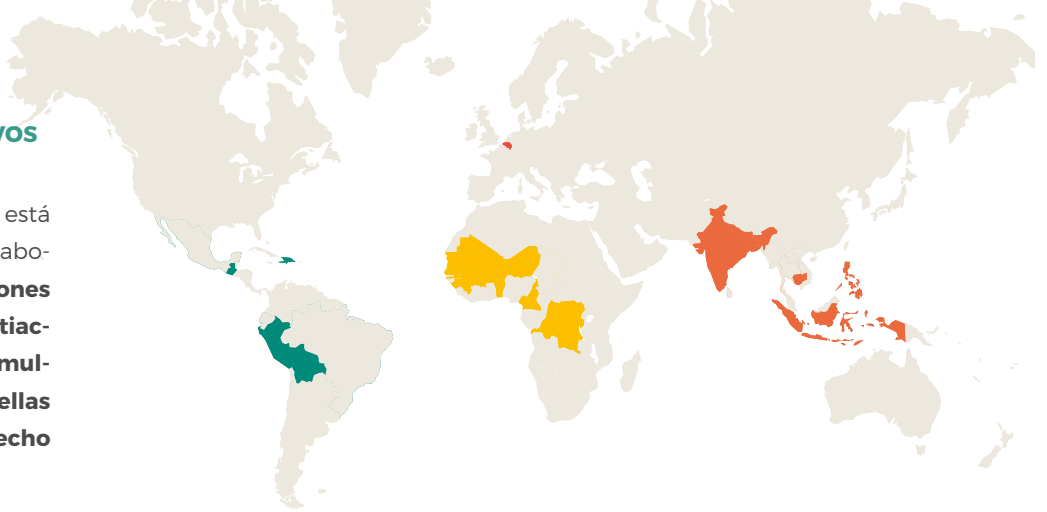 vos
está
abo-
ones
tiac-
mul-
ellas
echo